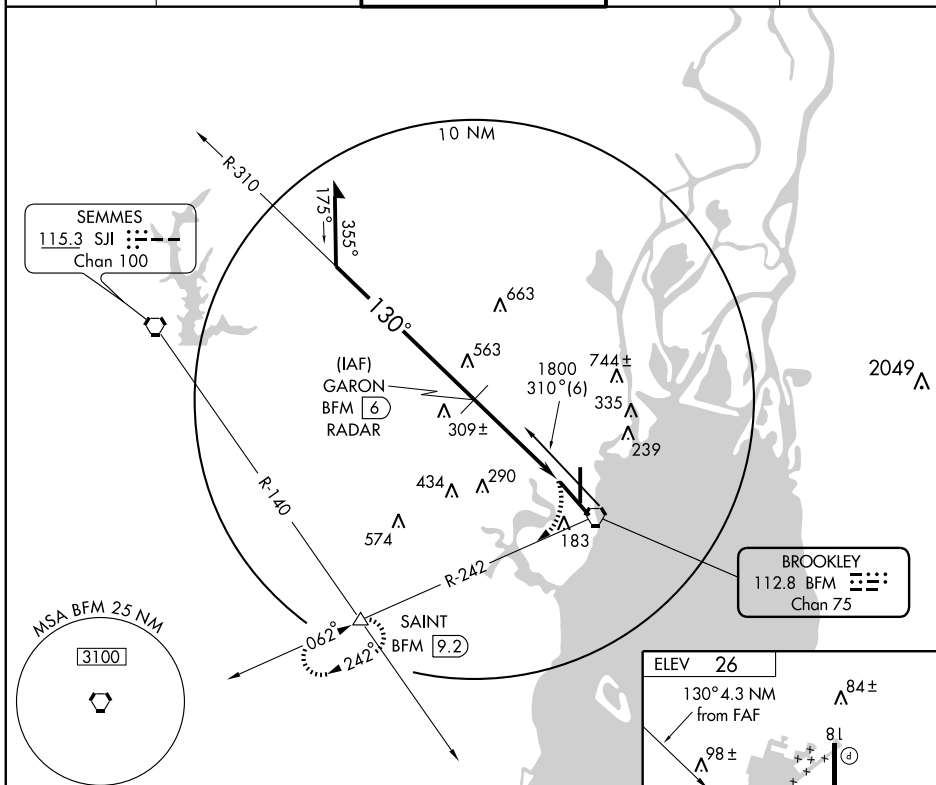 10 NM
R-310
175°
355°
SEMMES
115.3 SJI
Chan 100
130°
663
563
(IAF)
GARON
BFM 6
RADAR
309±
1800
310°(6)
744±
335
239
2049
434
290
574
183
R-140
R-242
BROOKLEY
112.8 BFM
Chan 75
SAINT
BFM 9.2
062°
242°
MSA BFM 25 NM
3100
ELEV 26
130° 4.3 NM
from FAF
84±
98±
18
P